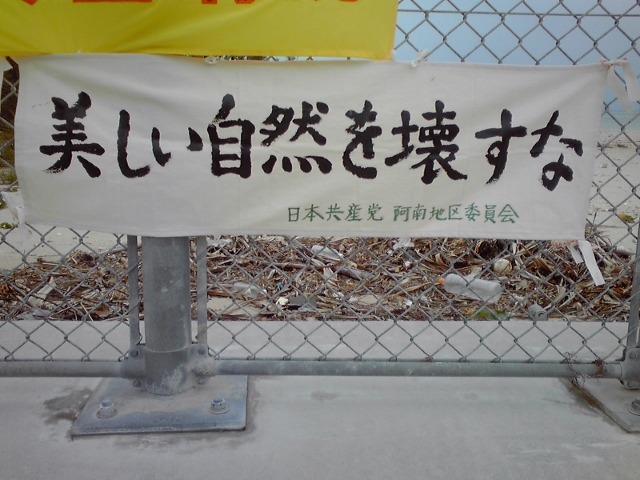 美しい自然を壊すな
日本共産党 阿南地区委員会